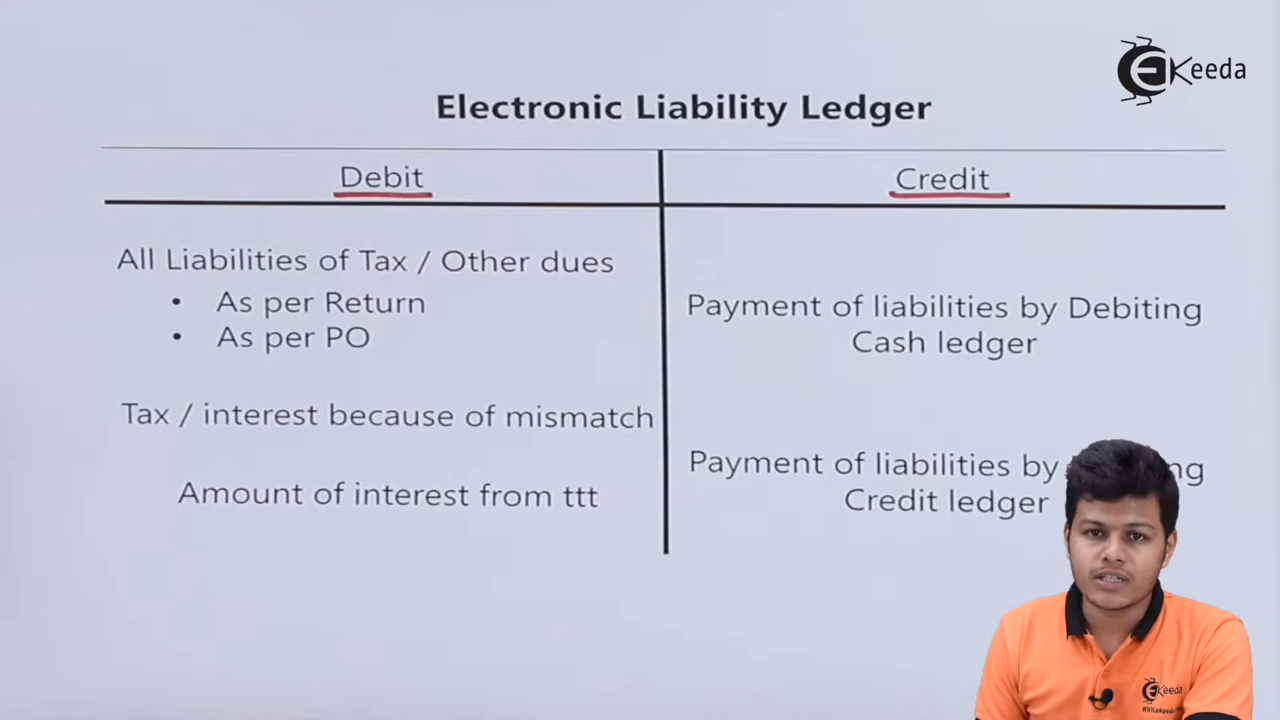 EKeeda
Electronic Liability Ledger
Debit
Credit
All Liabilities of Tax / Other dues
• As per Return
• As per PO
Tax / interest because of mismatch
Amount of interest from ttt
Payment of liabilities by Debiting
Cash ledger
Payment of liabilities by ng
Credit ledger
EKeeda